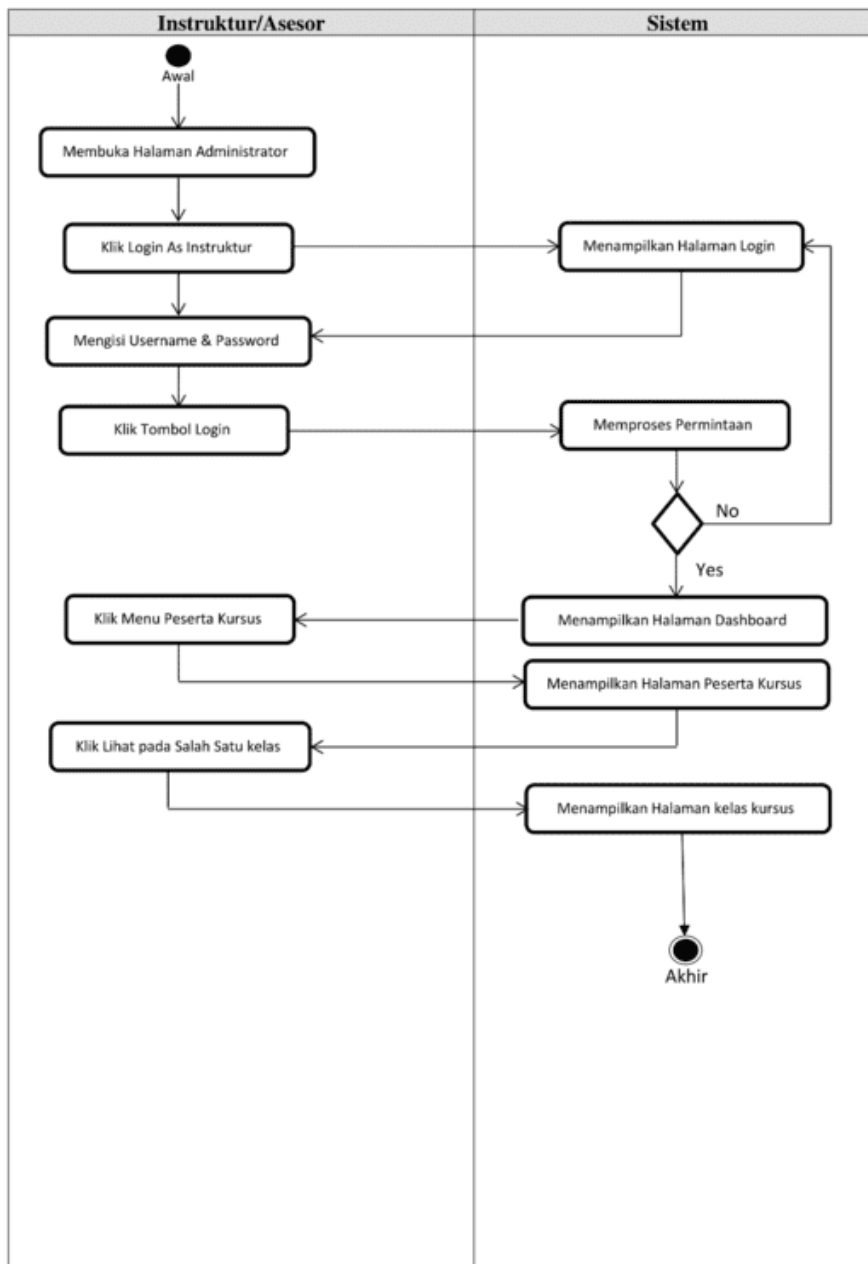 Instruktur/Asesor
Sistem
Awal
Membuka Halaman Administrator
Klik Login As Instruktur
Menampilkan Halaman Login
Mengisi Username & Password
Klik Tombol Login
Memproses Permintaan
No
Yes
Klik Menu Peserta Kursus
Menampilkan Halaman Dashboard
Menampilkan Halaman Peserta Kursus
Klik Lihat pada Salah Satu kelas
Menampilkan Halaman kelas kursus
Akhir